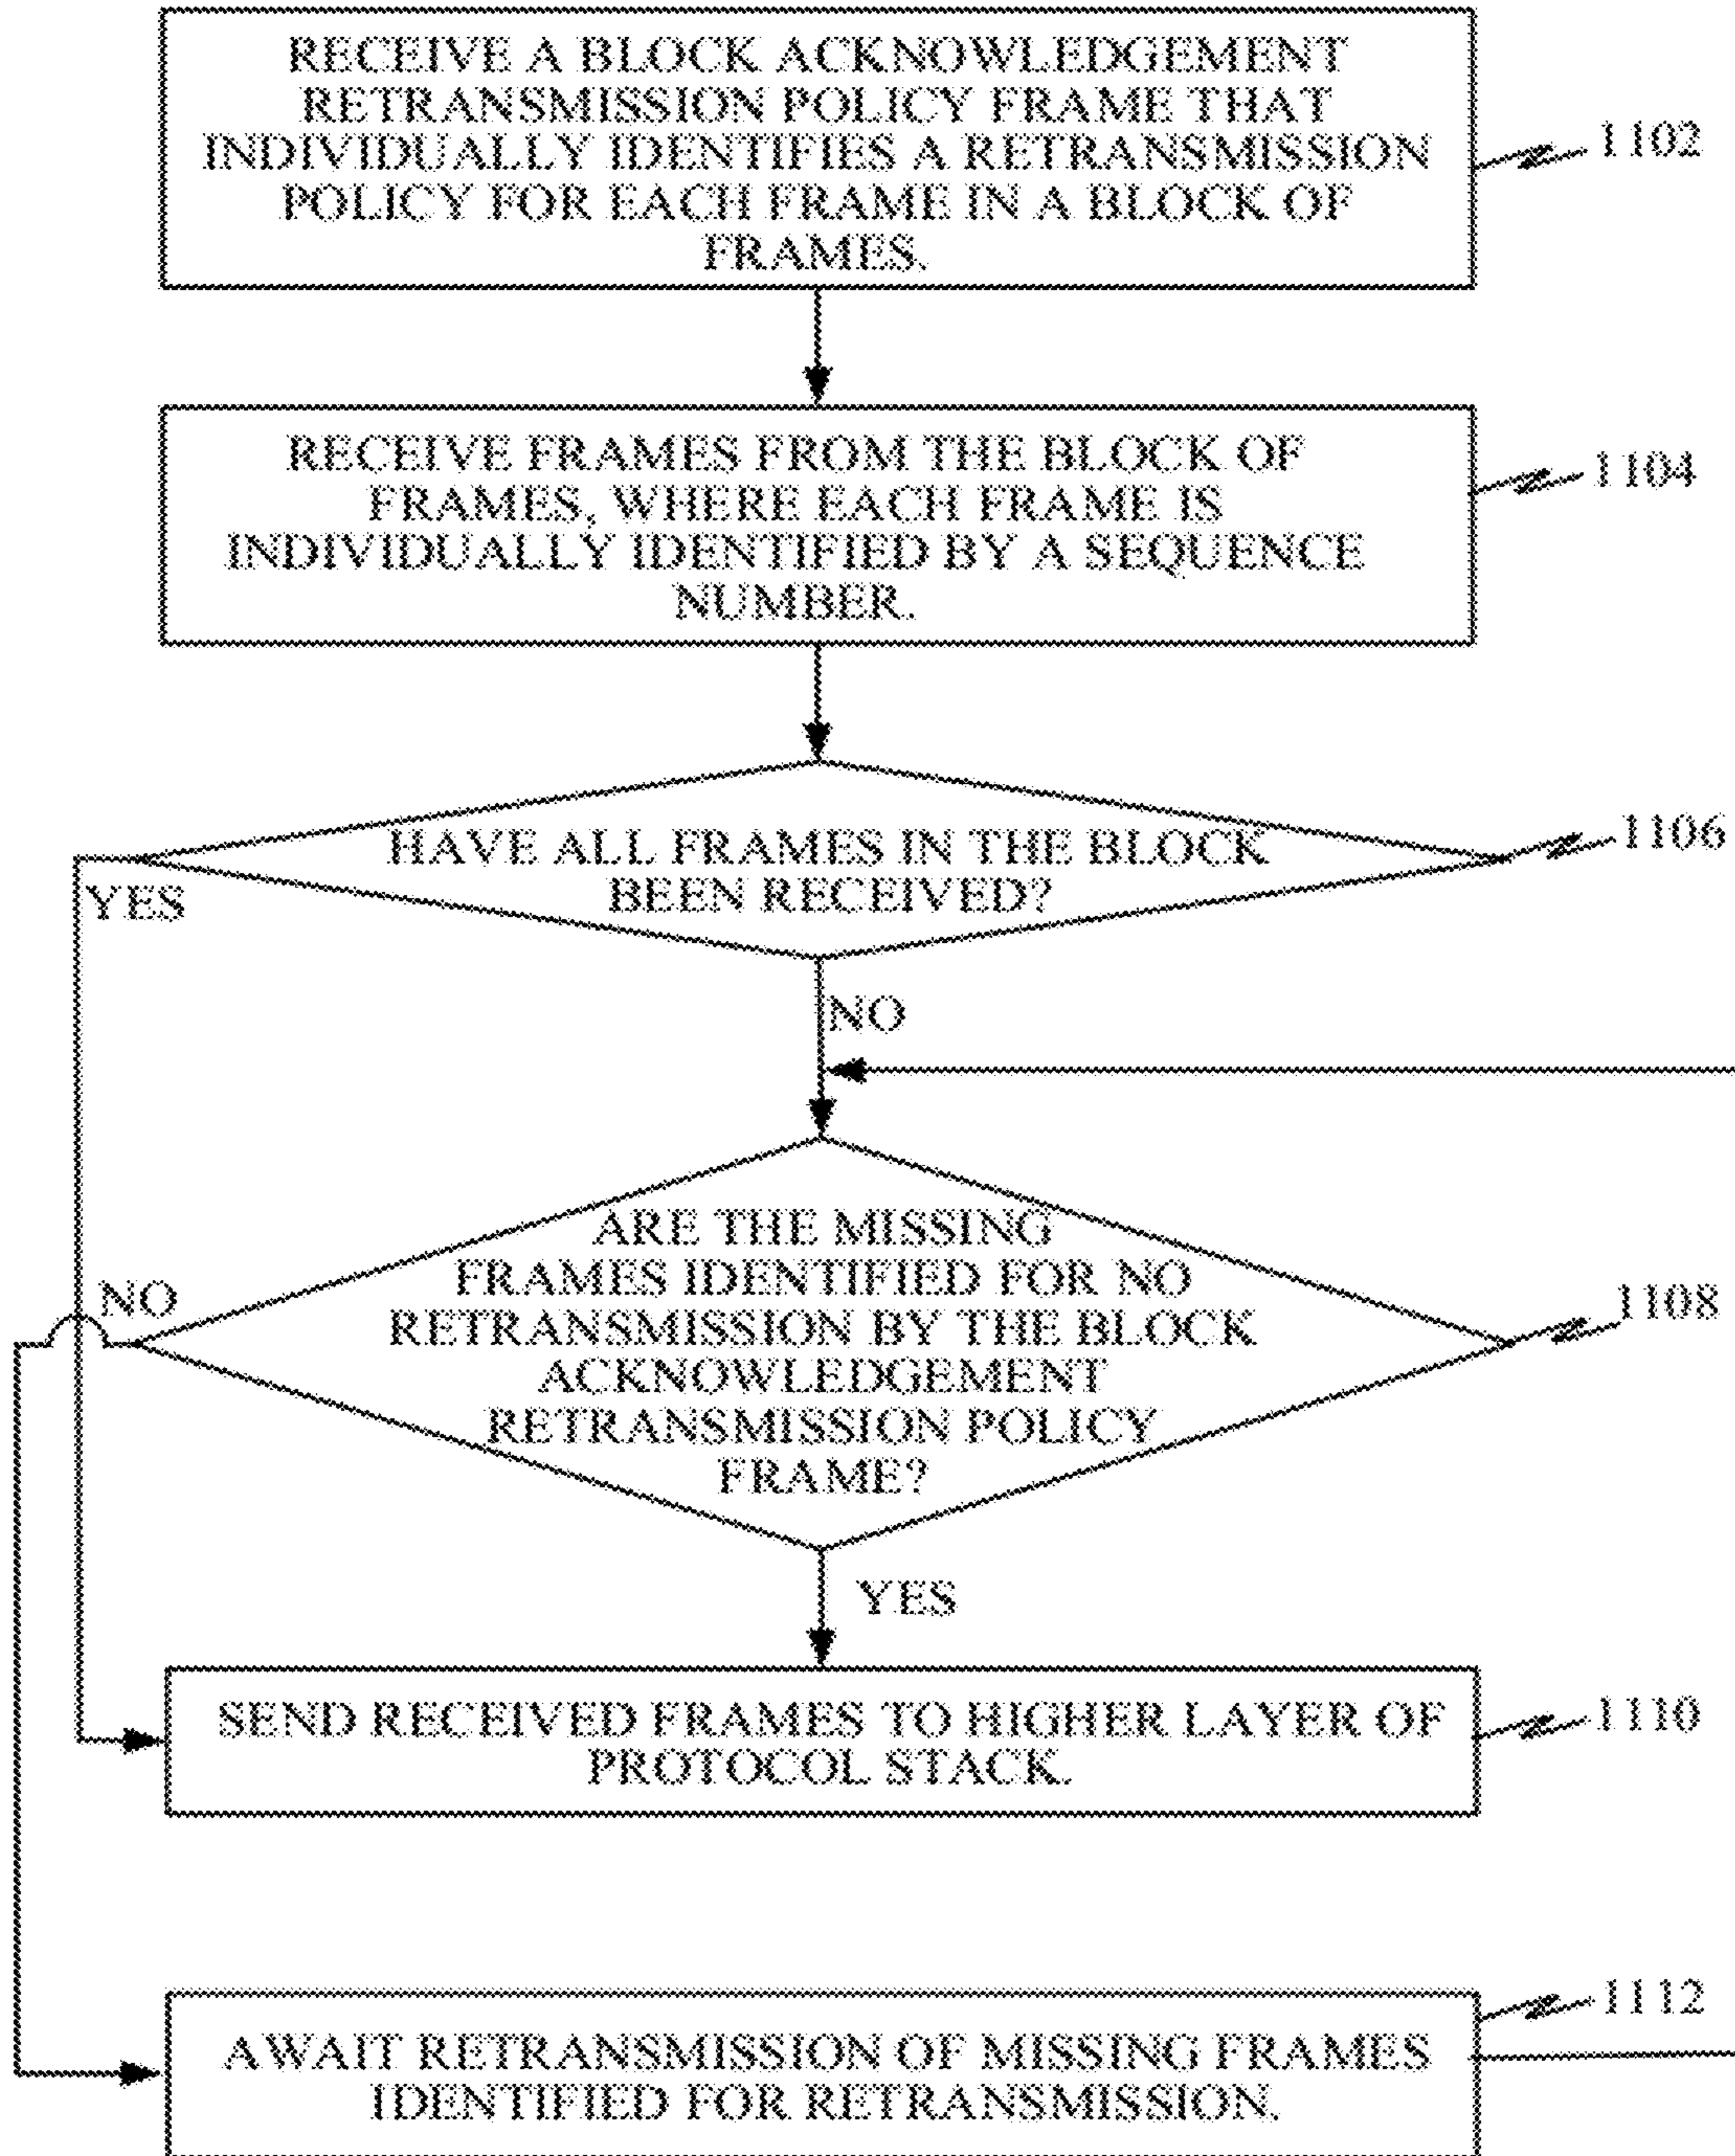 RECEIVE A BLOCK ACKNOWLEDGEMENT
RETRANSMISSION POLICY FRAME THAT
INDIVIDUALLY IDENTIFIES A RETRANSMISSION
POLICY FOR EACH FRAME IN A BLOCK OF
FRAMES.
1102
RECEIVE FRAMES FROM THE BLOCK OF
FRAMES, WHERE EACH FRAME IS
INDIVIDUALLY IDENTIFIED BY A SEQUENCE
NUMBER.
1104
HAVE ALL FRAMES IN THE BLOCK
BEEN RECEIVED?
1106
YES
NO
ARE THE MISSING
FRAMES IDENTIFIED FOR NO
RETRANSMISSION BY THE BLOCK
ACKNOWLEDGEMENT
RETRANSMISSION POLICY
FRAME?
1108
NO
YES
SEND RECEIVED FRAMES TO HIGHER LAYER OF
PROTOCOL STACK.
1110
AWAIT RETRANSMISSION OF MISSING FRAMES
IDENTIFIED FOR RETRANSMISSION.
1112